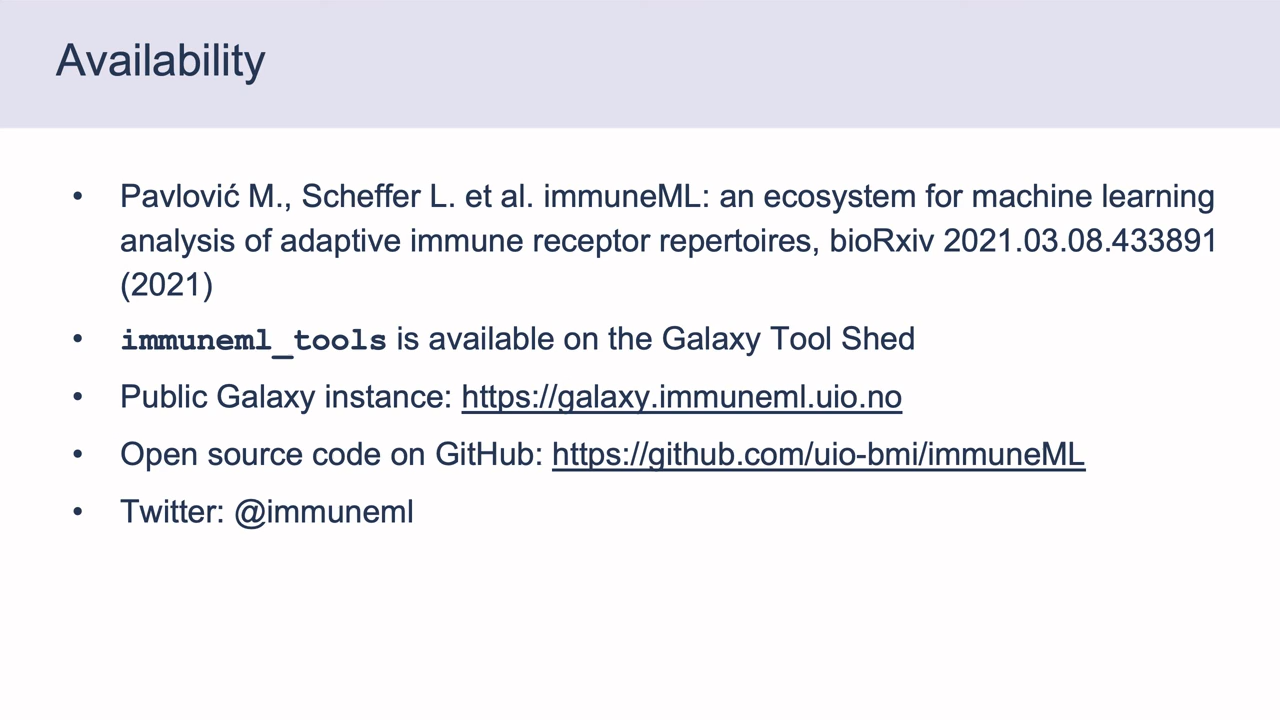 Availability
• Pavlović M., Scheffer L. et al. immuneML: an ecosystem for machine learning
analysis of adaptive immune receptor repertoires, bioRxiv 2021.03.08.433891
(2021)
• immuneml_tools is available on the Galaxy Tool Shed
• Public Galaxy instance: https://galaxy.immuneml.uio.no
• Open source code on GitHub: https://github.com/uio-bmi/immuneML
• Twitter: @immuneml